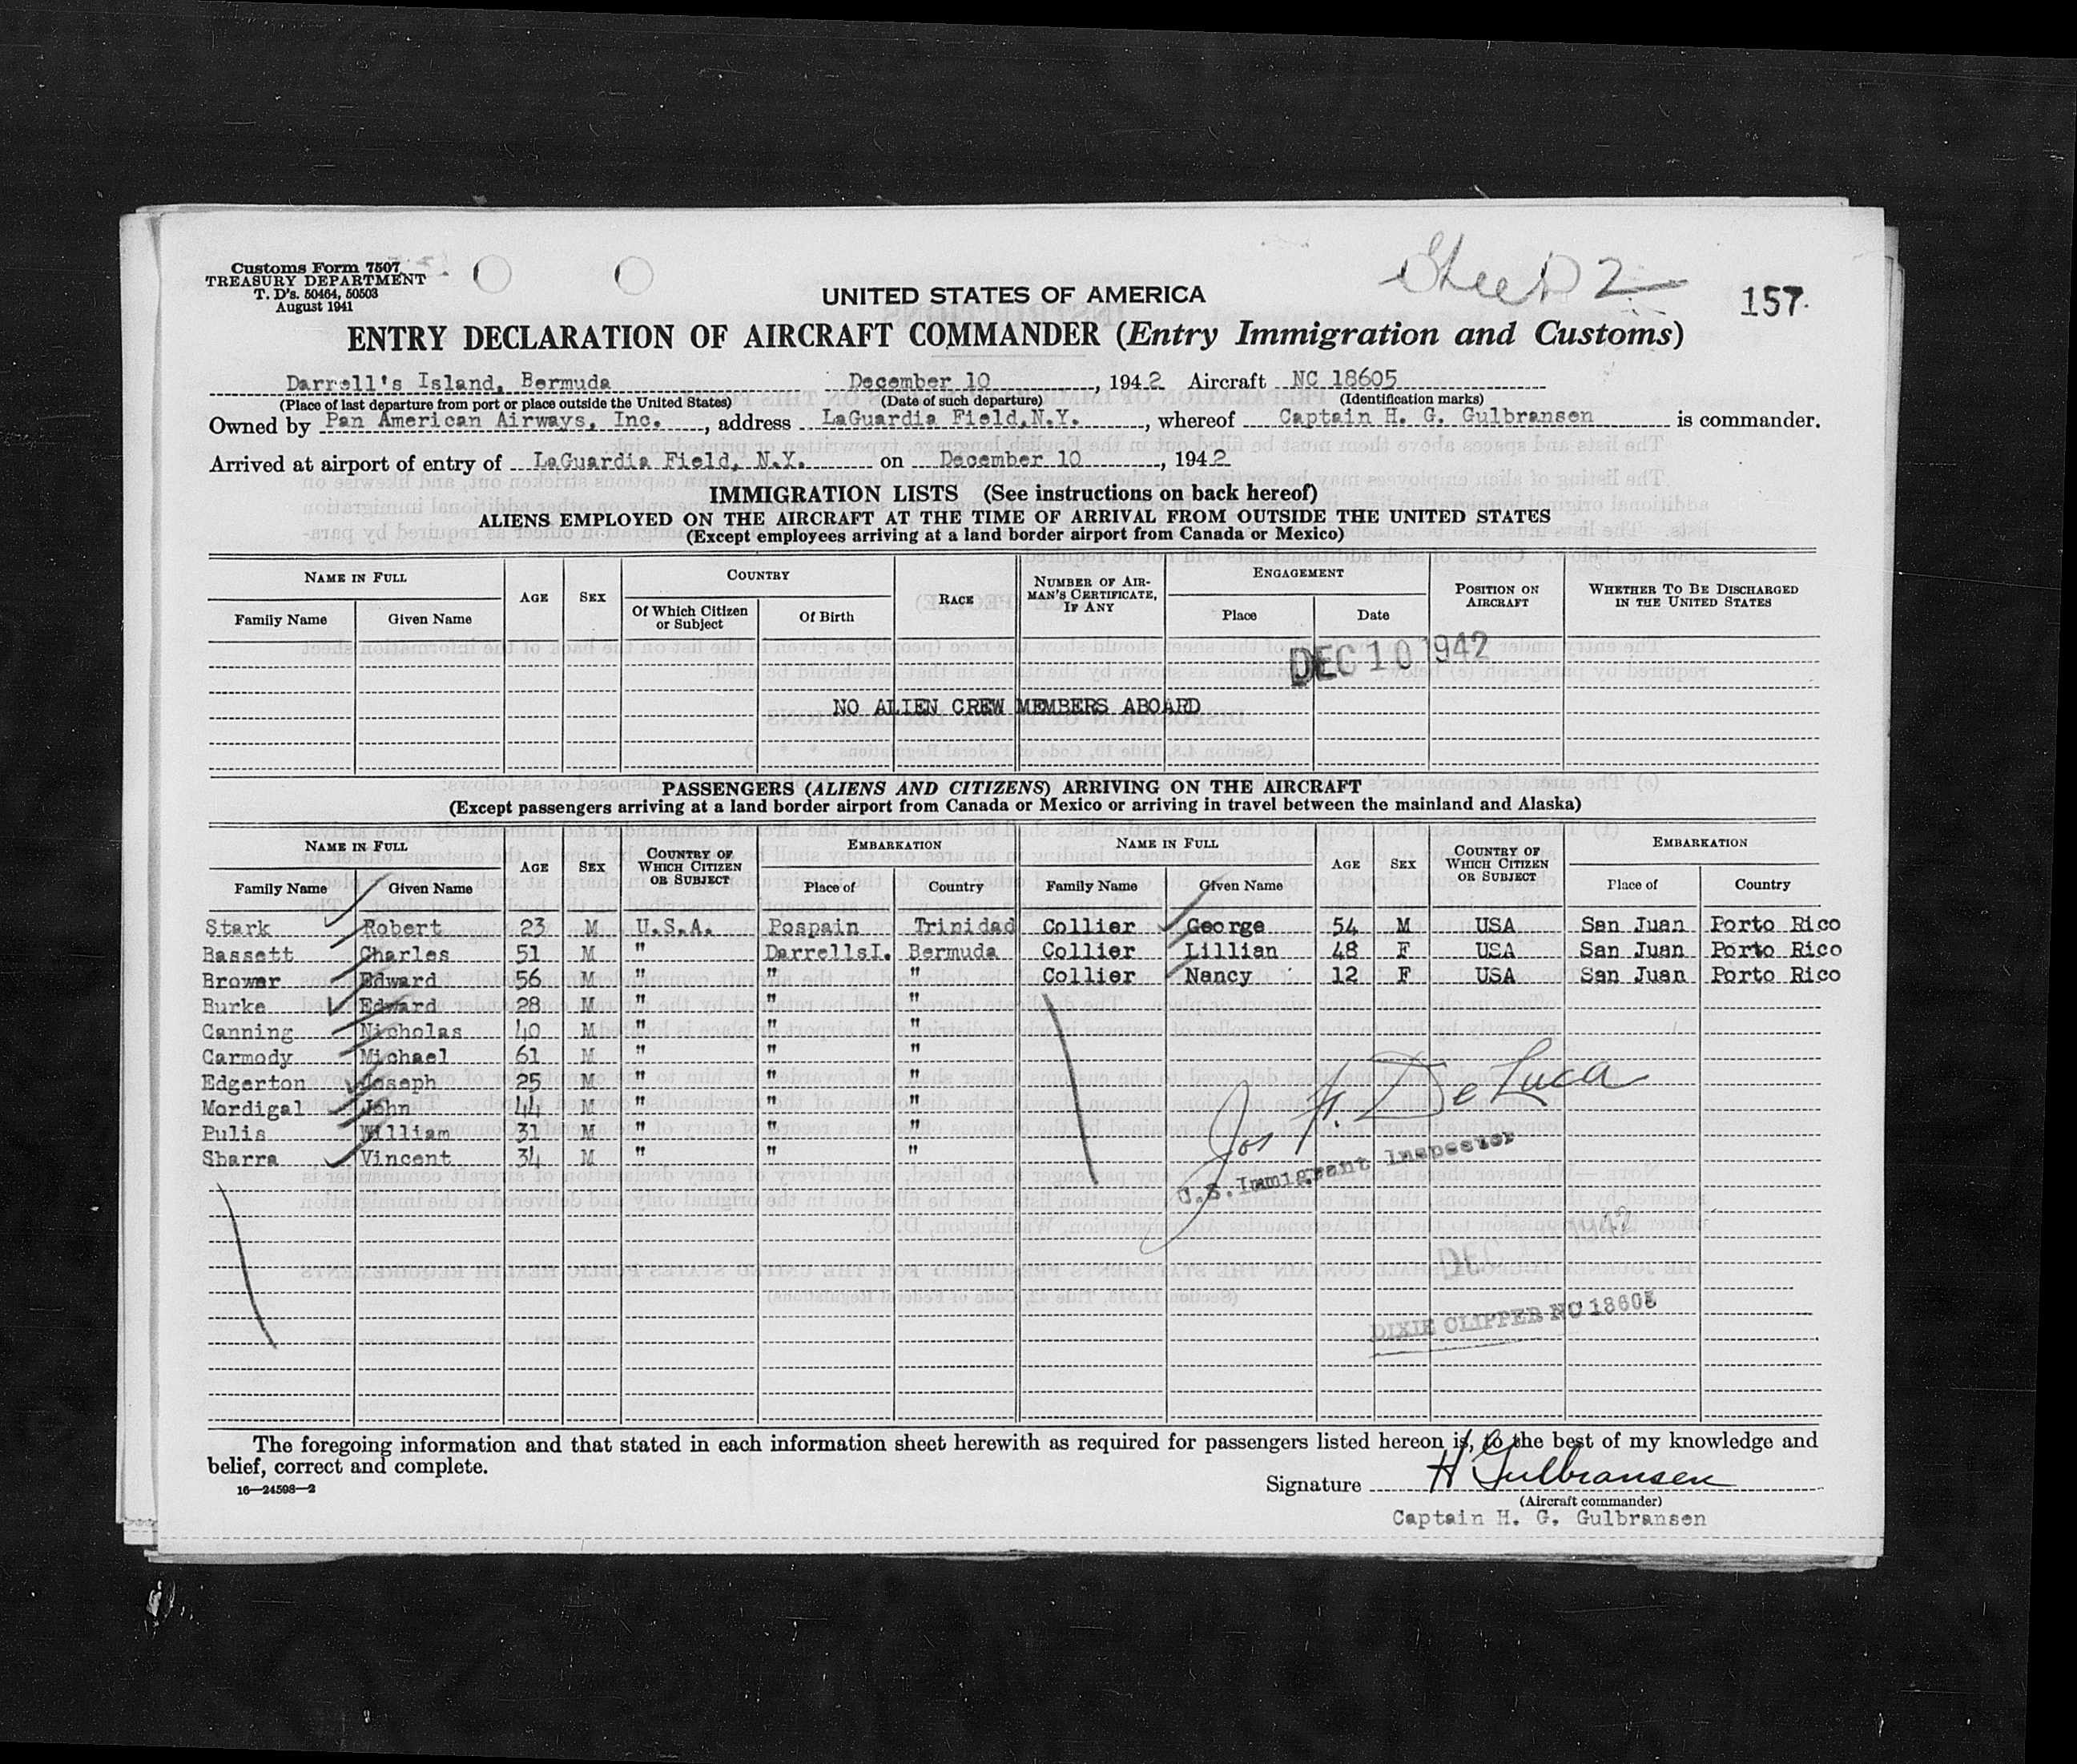 Customs Form 7507
TREASURY DEPARTMENT
T. D's. 50464, 50503
August 1941
Sheet 2
157
UNITED STATES OF AMERICA
ENTRY DECLARATION OF AIRCRAFT COMMANDER (Entry Immigration and Customs)
Darrell's Island, Bermuda December 10, 1942 Aircraft NC 18605
(Place of last departure from port or place outside the United States) (Date of such departure) (Identification marks)
Owned by Pan American Airways, Inc., address LaGuardia Field, N.Y., whereof Captain H. G. Gulbransen is commander.
Arrived at airport of entry of LaGuardia Field, N.Y. on December 10, 1942
IMMIGRATION LISTS (See instructions on back hereof)
ALIENS EMPLOYED ON THE AIRCRAFT AT THE TIME OF ARRIVAL FROM OUTSIDE THE UNITED STATES
(Except employees arriving at a land border airport from Canada or Mexico)
NAME IN FULL AGE SEX COUNTRY RACE NUMBER OF AIRMAN'S CERTIFICATE, IF ANY ENGAGEMENT POSITION ON AIRCRAFT WHETHER TO BE DISCHARGED IN THE UNITED STATES
Family Name Given Name Of Which Citizen or Subject Of Birth Place Date
DEC 10 1942
NO ALIEN CREW MEMBERS ABOARD
PASSENGERS (ALIENS AND CITIZENS) ARRIVING ON THE AIRCRAFT
(Except passengers arriving at a land border airport from Canada or Mexico or arriving in travel between the mainland and Alaska)
NAME IN FULL AGE SEX COUNTRY OF WHICH CITIZEN OR SUBJECT EMBARKATION NAME IN FULL AGE SEX COUNTRY OF WHICH CITIZEN OR SUBJECT EMBARKATION
Family Name Given Name Place of Country Family Name Given Name Place of Country
Stark Robert 23 M U.S.A. Pospain Trinidad Collier George 54 M USA San Juan Porto Rico
Bassett Charles 51 M " DarrellsI. Bermuda Collier Lillian 48 F USA San Juan Porto Rico
Brower Edward 56 M " " " Collier Nancy 12 F USA San Juan Porto Rico
Burke Edward 28 M " " "
Canning Nicholas 40 M " " "
Carmody Michael 61 M " " "
Edgerton Joseph 25 M " " "
Mordigal John 44 M " " "
Pulis William 31 M " " "
Sbarra Vincent 34 M " " "
Jos A. De Luca
U.S. Immigrant Inspector
DEC 10 1942
DIXIE CLIPPER NC 18605
The foregoing information and that stated in each information sheet herewith as required for passengers listed hereon is, to the best of my knowledge and
belief, correct and complete.
16—24598—2
Signature H G Gulbransen
(Aircraft commander)
Captain H. G. Gulbransen